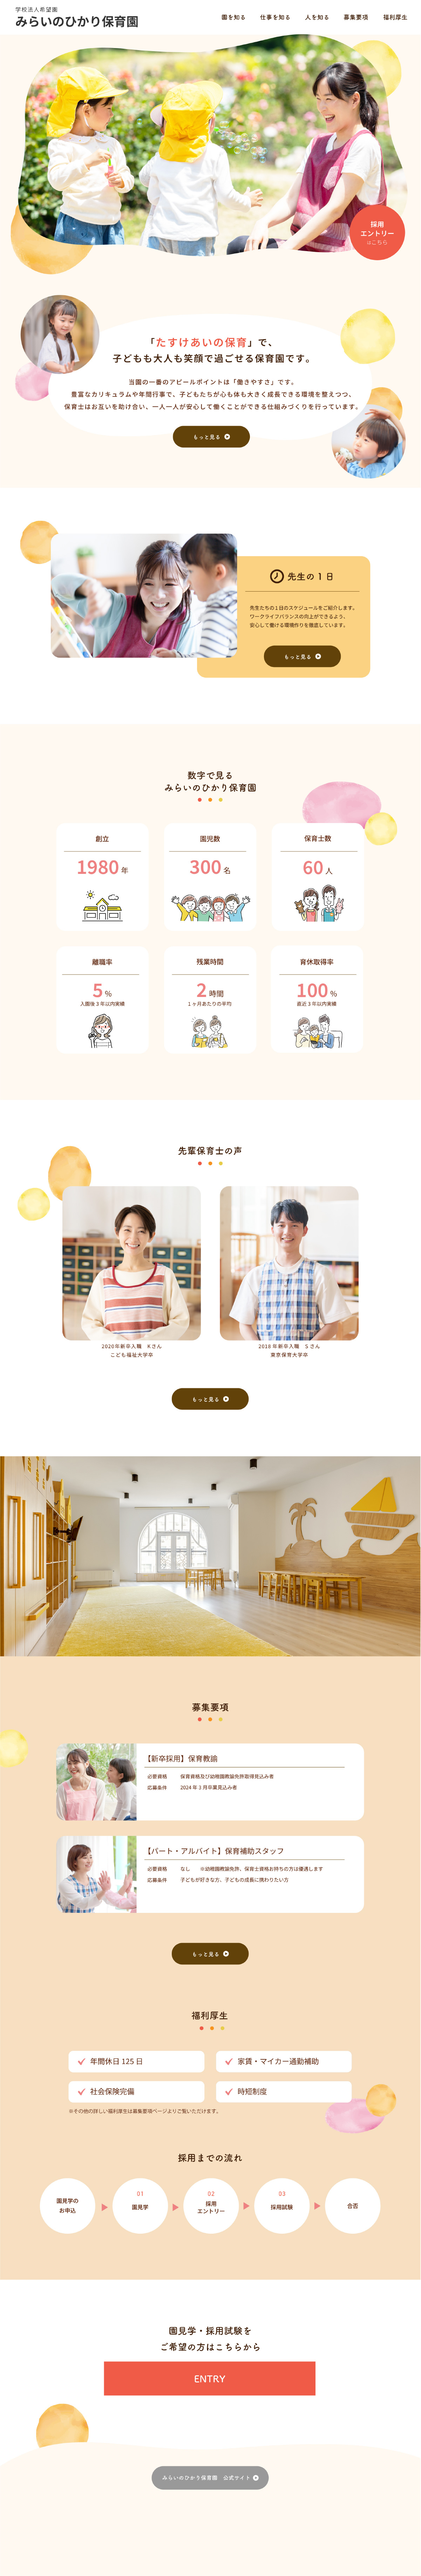 学校法人希望園
みらいのひかり保育園
園を知る 仕事を知る 人を知る 募集要項 福利厚生
採用
エントリー
はこちら
「たすけあいの保育」で、
子どもも大人も笑顔で過ごせる保育園です。
当園の一番のアピールポイントは「働きやすさ」です。
豊富なカリキュラムや年間行事で、子どもたちが心も体も大きく成長できる環境を整えつつ、
保育士はお互いを助け合い、一人一人が安心して働くことができる仕組みづくりを行っています。
もっと見る
先生の１日
先生たちの１日のスケジュールをご紹介します。
ワークライフバランスの向上ができるよう、
安心して働ける環境作りを徹底しています。
もっと見る
数字で見る
みらいのひかり保育園
創立
1980 年
園児数
300 名
保育士数
60 人
離職率
5 %
入園後３年以内実績
残業時間
2 時間
１ヶ月あたりの平均
育休取得率
100 %
直近３年以内実績
先輩保育士の声
2020年新卒入職　Kさん
こども福祉大学卒
2018 年新卒入職　S さん
東京保育大学卒
もっと見る
募集要項
【新卒採用】保育教諭
必要資格 保育資格及び幼稚園教諭免許取得見込み者
応募条件 2024 年 3 月卒業見込み者
【パート・アルバイト】保育補助スタッフ
必要資格 なし　※幼稚園教諭免許、保育士資格お持ちの方は優遇します
応募条件 子どもが好きな方、子どもの成長に携わりたい方
もっと見る
福利厚生
年間休日 125 日
家賃・マイカー通勤補助
社会保険完備
時短制度
※その他の詳しい福利厚生は募集要項ページよりご覧いただけます。
採用までの流れ
園見学の
お申込
01
園見学
02
採用
エントリー
03
採用試験
合否
園見学・採用試験を
ご希望の方はこちらから
ENTRY
みらいのひかり保育園　公式サイト